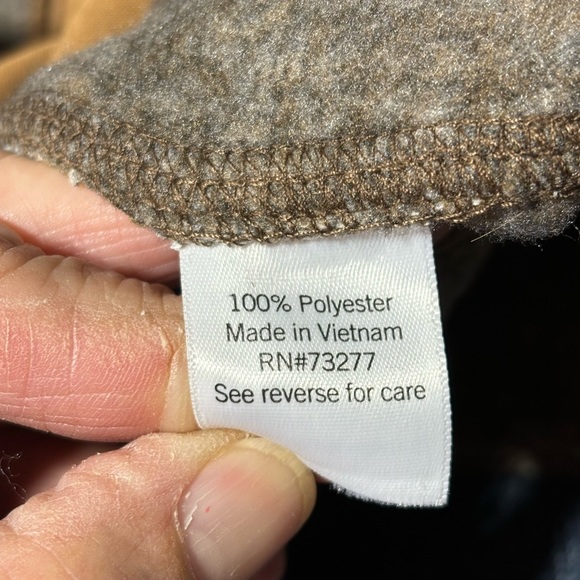 100% Polyester
Made in Vietnam
RN#73277
See reverse for care